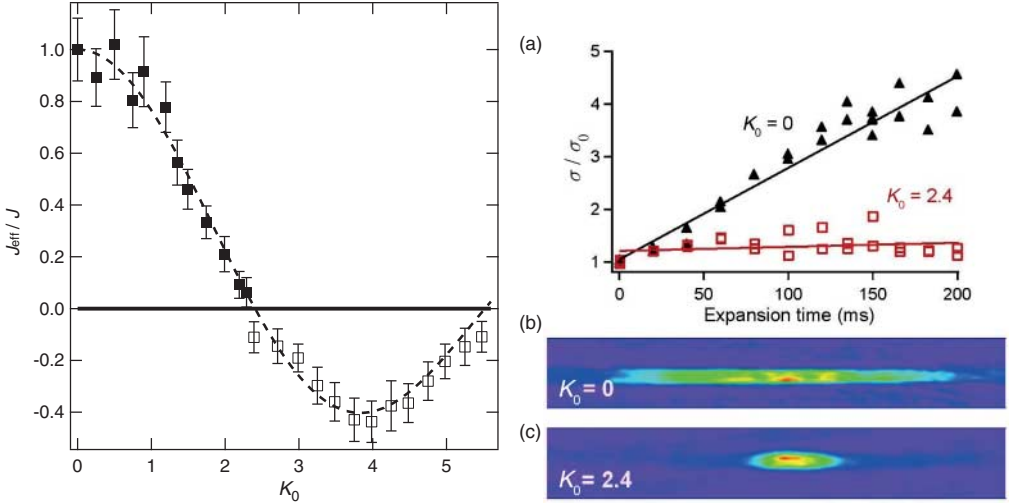 1.0
0.8
0.6
0.4
0.2
0.0
-0.2
-0.4
J_eff / J
0 1 2 3 4 5
K_0
(a)
5
4
3
2
1
σ / σ_0
K_0 = 0
K_0 = 2.4
0 50 100 150 200
Expansion time (ms)
(b)
K_0 = 0
(c)
K_0 = 2.4